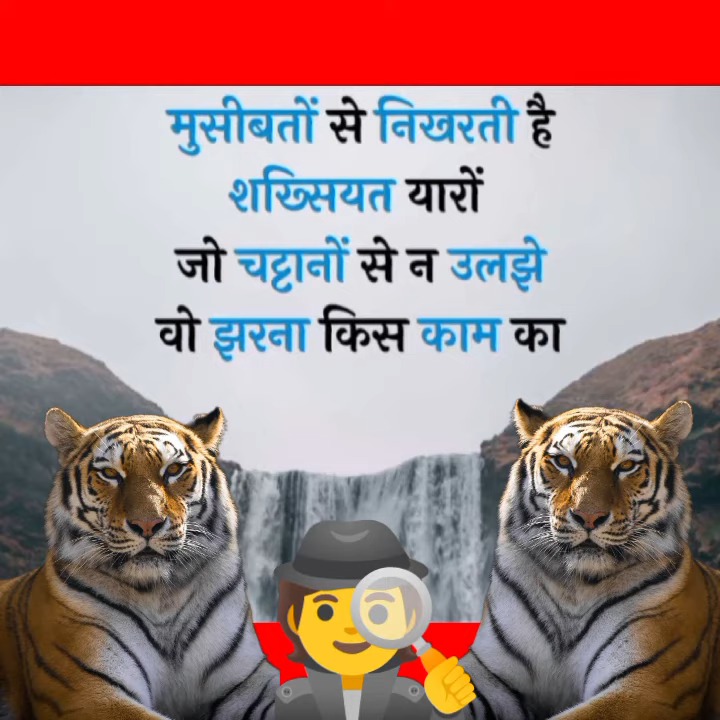 मुसीबतों से निखरती है
शख्सियत यारों
जो चट्टानों से न उलझे
वो झरना किस काम का